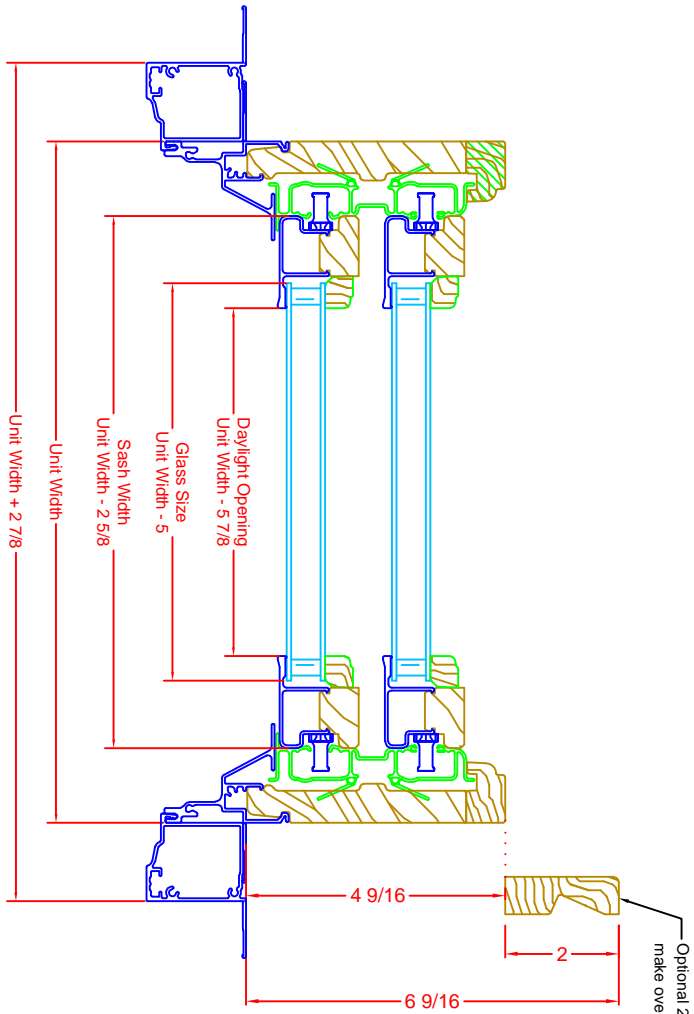 Optional 2
make ove
Daylight Opening
Unit Width - 5 7/8
Glass Size
Unit Width - 5
Sash Width
Unit Width - 2 5/8
Unit Width
Unit Width + 2 7/8
4 9/16
2
6 9/16